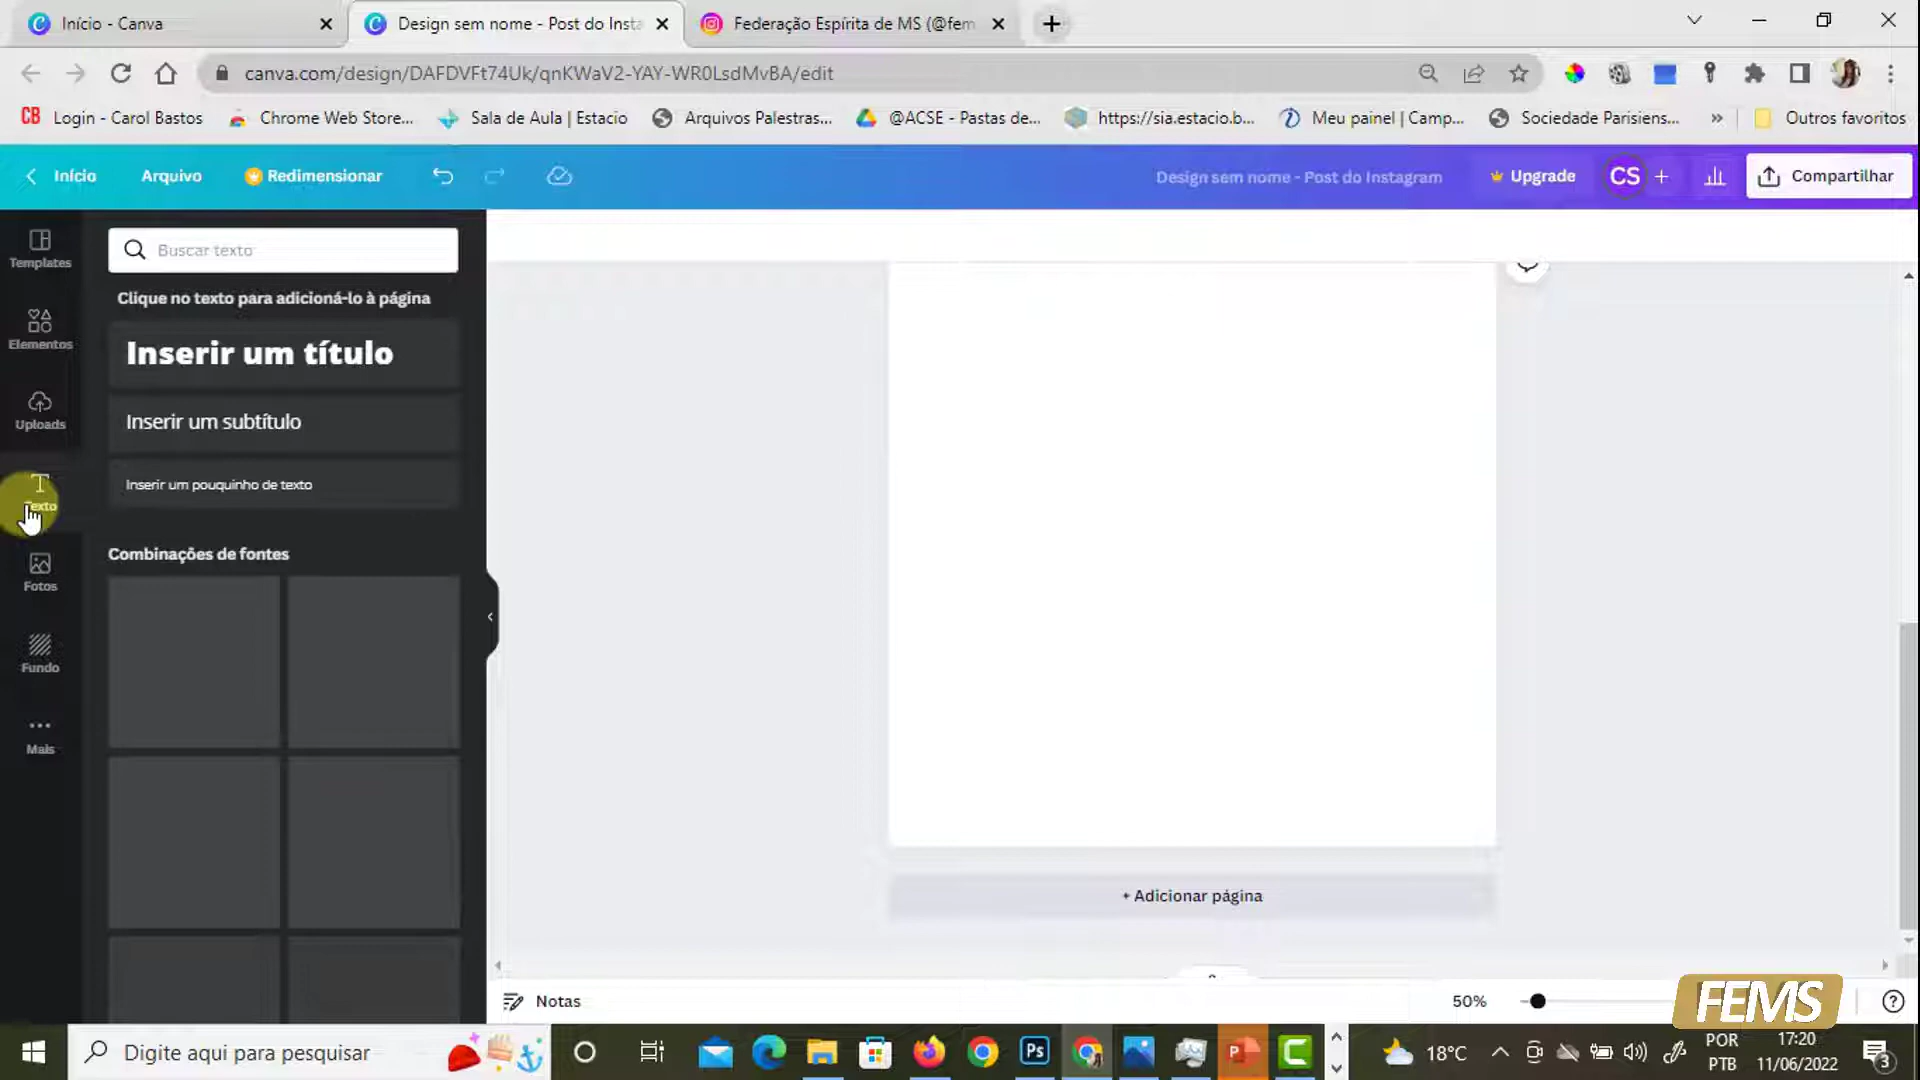 Início - Canva
Design sem nome - Post do Insta
Federação Espírita de MS (@fem
canva.com/design/DAFDVFt74Uk/qnKWaV2-YAY-WR0LsdMvBA/edit
CB Login - Carol Bastos
Chrome Web Store...
Sala de Aula | Estacio
Arquivos Palestras...
@ACSE - Pastas de...
https://sia.estacio.b...
Meu painel | Camp...
Sociedade Parisiens...
»
Outros favoritos
Início
Arquivo
Redimensionar
Design sem nome - Post do Instagram
Upgrade
CS
Compartilhar
Templates
Elementos
Uploads
Texto
Fotos
Fundo
Mais
Buscar texto
Clique no texto para adicioná-lo à página
Inserir um título
Inserir um subtítulo
Inserir um pouquinho de texto
Combinações de fontes
+ Adicionar página
Notas
50%
FEMS
Digite aqui para pesquisar
Ps
18°C
POR
PTB
17:20
11/06/2022
3